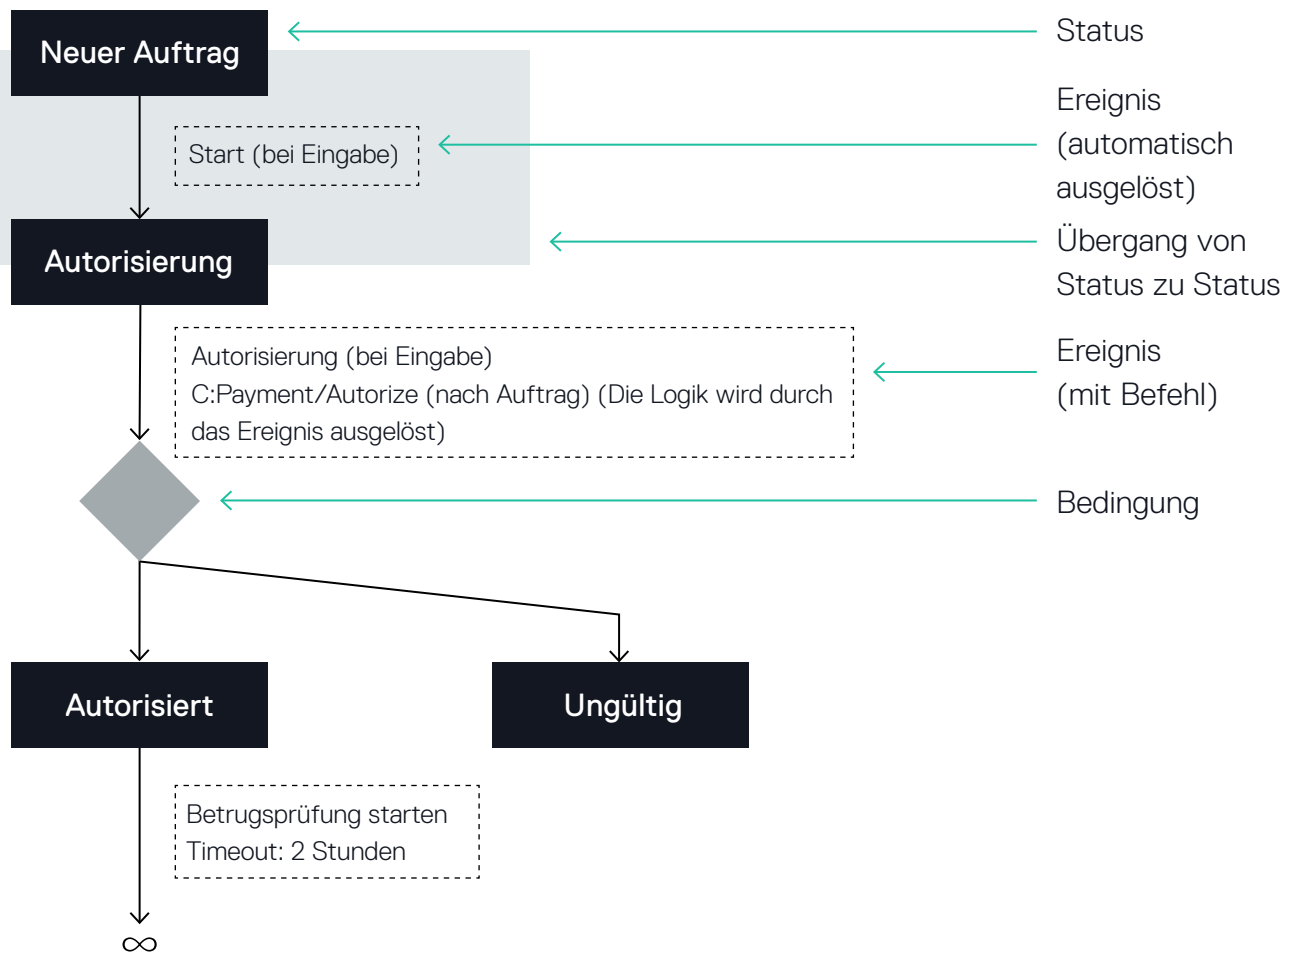 Neuer Auftrag
Status
Start (bei Eingabe)
Ereignis
(automatisch
ausgelöst)
Autorisierung
Übergang von
Status zu Status
Autorisierung (bei Eingabe)
C:Payment/Autorize (nach Auftrag) (Die Logik wird durch
das Ereignis ausgelöst)
Ereignis
(mit Befehl)
Bedingung
Autorisiert
Ungültig
Betrugsprüfung starten
Timeout: 2 Stunden
∞